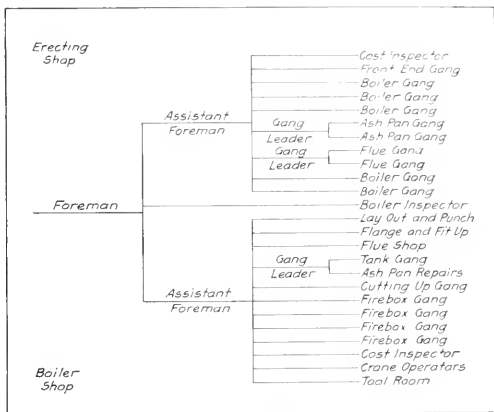 Erecting
Shop
Cost Inspector
Front End Gang
Boiler Gang
Boiler Gang
Boiler Gang
Assistant
Foreman
Gang
Leader
Ash Pan Gang
Ash Pan Gang
Gang
Leader
Flue Gang
Flue Gang
Boiler Gang
Boiler Gang
Foreman
Boiler Inspector
Lay Out and Punch
Flange and Fit Up
Flue Shop
Gang
Leader
Tank Gang
Ash Pan Repairs
Cutting Up Gang
Assistant
Foreman
Firebox Gang
Firebox Gang
Firebox Gang
Firebox Gang
Cost Inspector
Crane Operators
Tool Room
Boiler
Shop